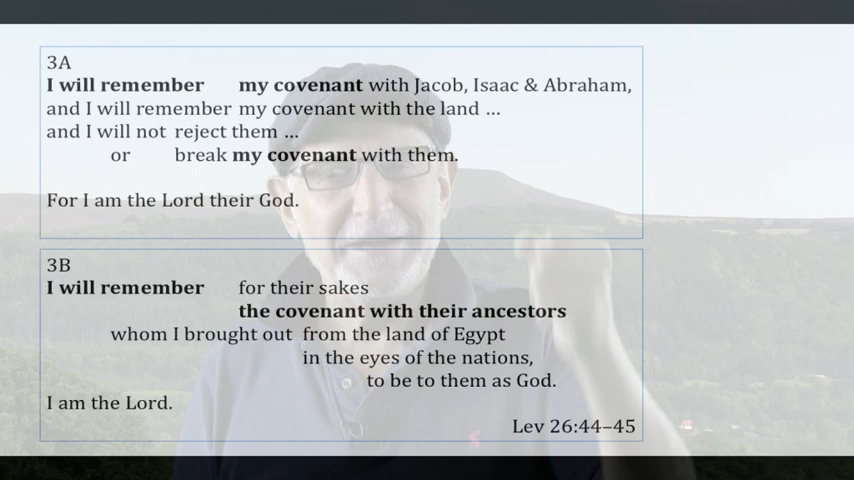 3A
I will remember my covenant with Jacob, Isaac & Abraham,
and I will remember my covenant with the land ...
and I will not reject them ...
or break my covenant with them.
For I am the Lord their God.
3B
I will remember for their sakes
the covenant with their ancestors
whom I brought out from the land of Egypt
in the eyes of the nations,
to be to them as God.
I am the Lord.
Lev 26:44–45